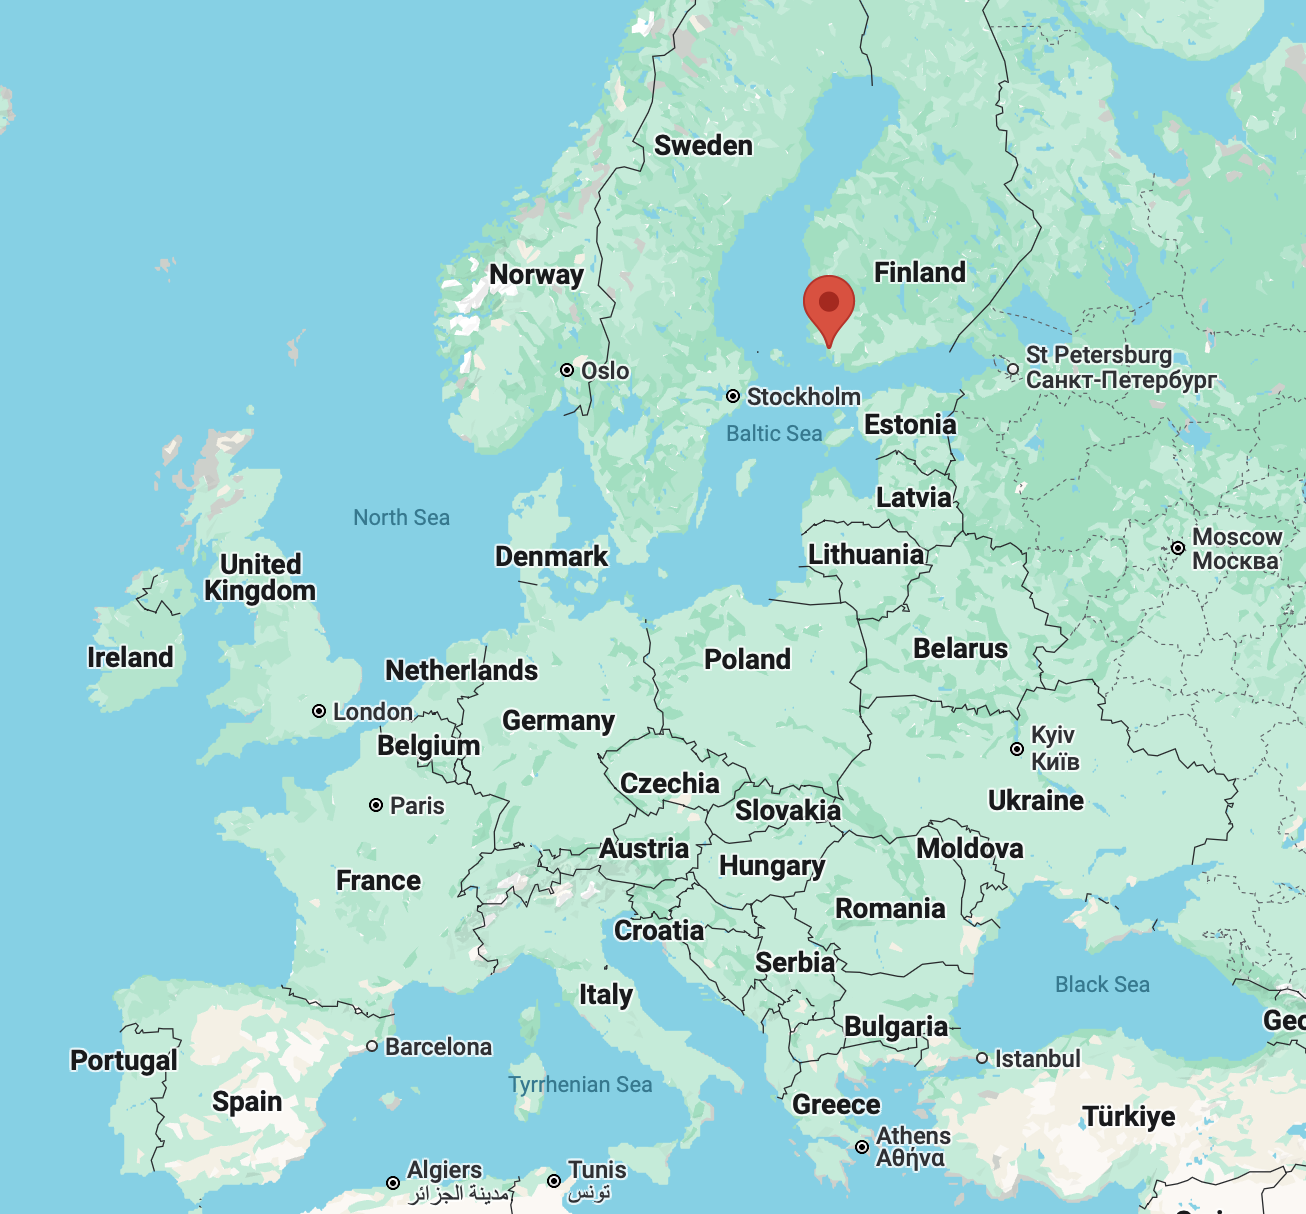 Sweden
Finland
Norway
St Petersburg
Санкт-Петербург
Oslo
Stockholm
Estonia
Baltic Sea
Latvia
North Sea
Moscow
Москва
Denmark
Lithuania
United
Kingdom
Belarus
Ireland
Poland
Netherlands
London
Germany
Kyiv
Київ
Belgium
Czechia
Ukraine
Paris
Slovakia
Austria
Moldova
Hungary
France
Romania
Croatia
Serbia
Black Sea
Italy
Geo
Bulgaria
Barcelona
Portugal
Istanbul
Tyrrhenian Sea
Spain
Greece
Türkiye
Athens
Αθήνα
Algiers
مدينة الجزائر
Tunis
تونس